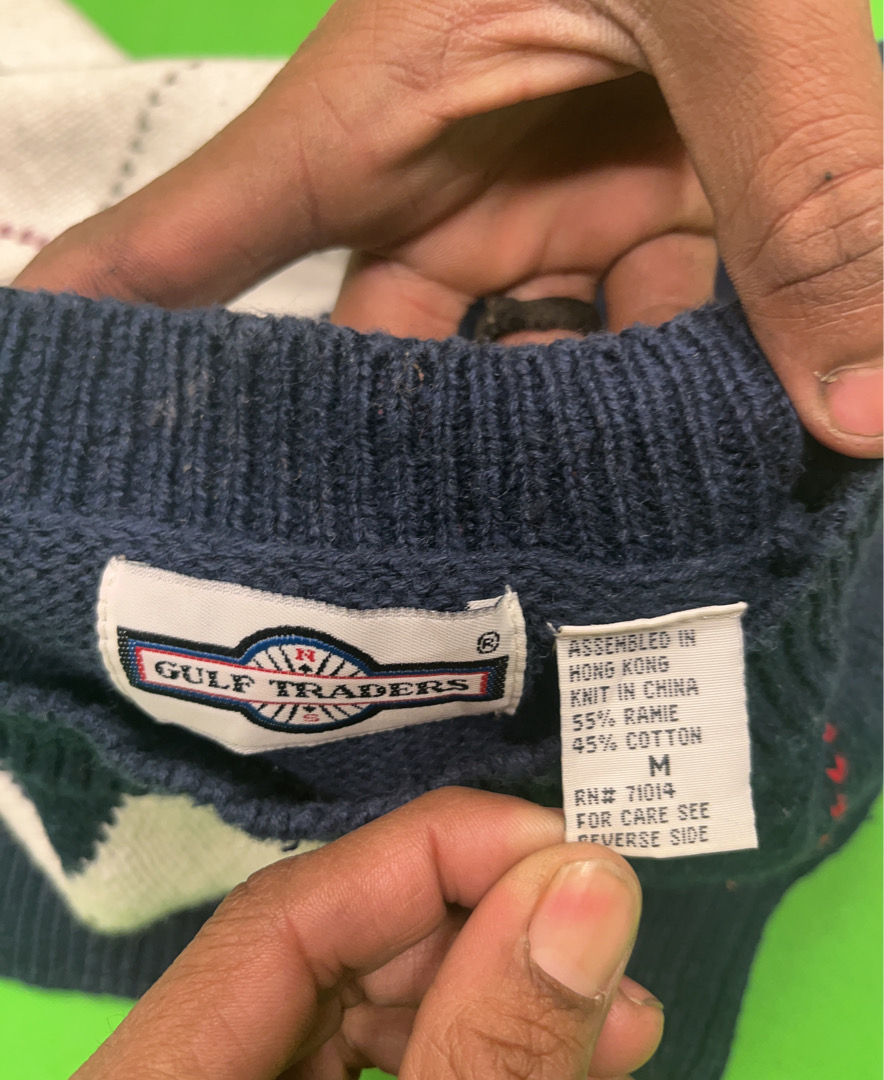 N
GULF TRADERS ®
S
ASSEMBLED IN
HONG KONG
KNIT IN CHINA
55% RAMIE
45% COTTON
M
RN# 71014
FOR CARE SEE
REVERSE SIDE